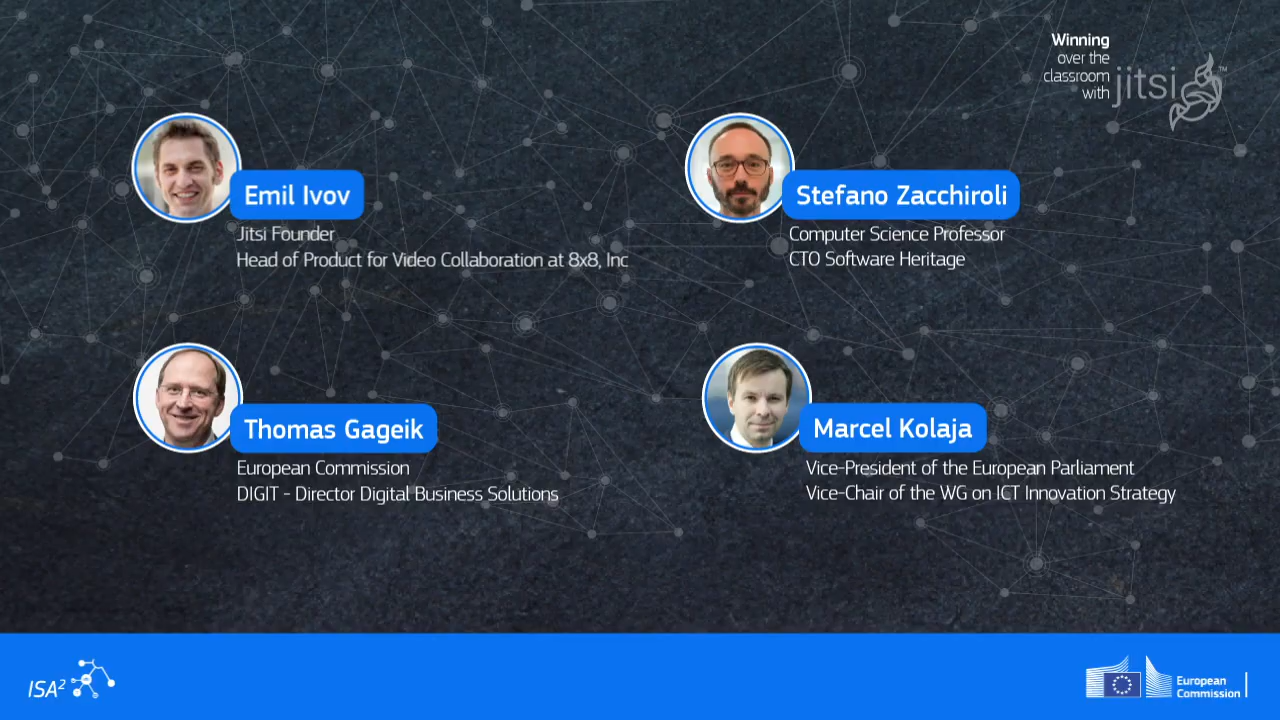 Winning
over the
classroom
with
jitsi™
Emil Ivov
Jitsi Founder
Head of Product for Video Collaboration at 8x8, Inc
Stefano Zacchiroli
Computer Science Professor
CTO Software Heritage
Thomas Gageik
European Commission
DIGIT - Director Digital Business Solutions
Marcel Kolaja
Vice-President of the European Parliament
Vice-Chair of the WG on ICT Innovation Strategy
ISA²
European
Commission